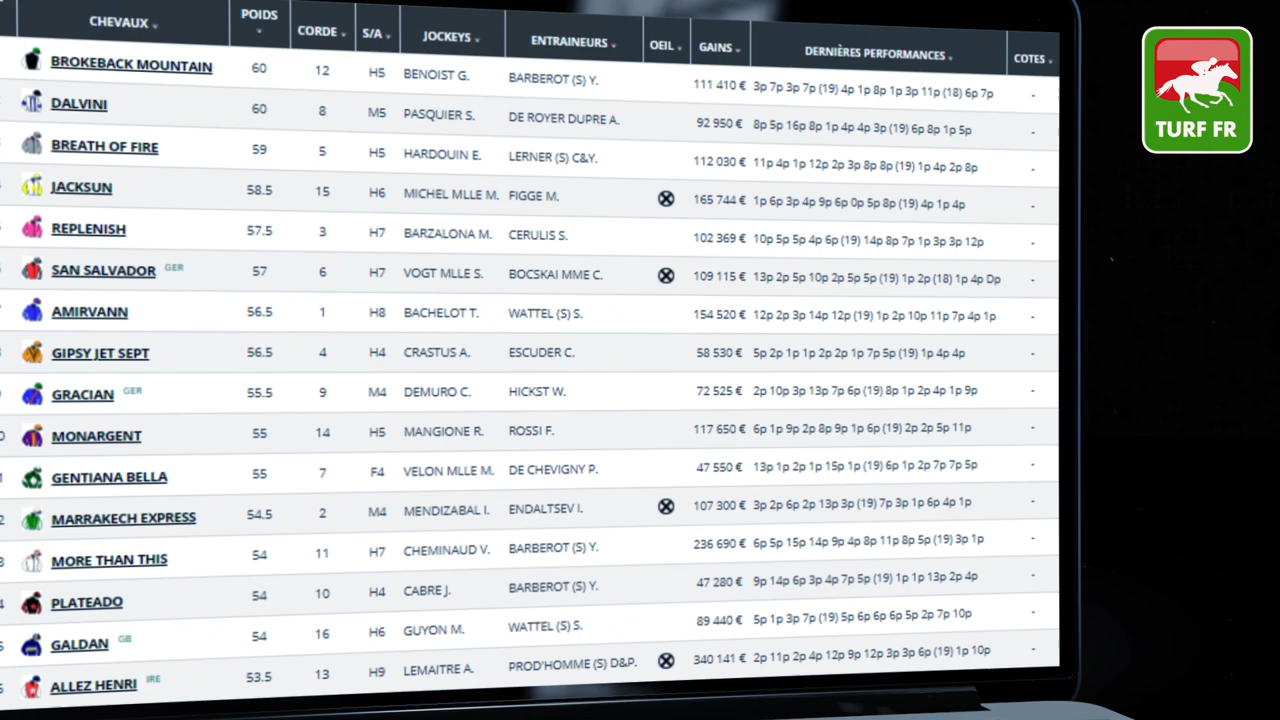 CHEVAUX POIDS CORDE S/A JOCKEYS ENTRAINEURS OEIL GAINS DERNIÈRES PERFORMANCES COTES
BROKEBACK MOUNTAIN 60 12 H5 BENOIST G. BARBEROT (S) Y. 111 410 € 3p 7p 3p 7p (19) 4p 1p 8p 1p 3p 11p (18) 6p 7p -
DALVINI 60 8 M5 PASQUIER S. DE ROYER DUPRE A. 92 950 € 8p 5p 16p 8p 1p 4p 4p 3p (19) 6p 8p 1p 5p -
BREATH OF FIRE 59 5 H5 HARDOUIN E. LERNER (S) C&Y. 112 030 € 11p 4p 1p 12p 2p 3p 8p 8p (19) 1p 4p 2p 8p -
JACKSUN 58.5 15 H6 MICHEL MLLE M. FIGGE M. 165 744 € 1p 6p 3p 4p 9p 6p 0p 5p 8p (19) 4p 1p 4p -
REPLENISH 57.5 3 H7 BARZALONA M. CERULIS S. 102 369 € 10p 5p 5p 4p 6p (19) 14p 8p 7p 1p 3p 3p 12p -
SAN SALVADOR GER 57 6 H7 VOGT MLLE S. BOCSKAI MME C. 109 115 € 13p 2p 5p 10p 2p 5p 5p (19) 1p 2p (18) 1p 4p Dp -
AMIRVANN 56.5 1 H8 BACHELOT T. WATTEL (S) S. 154 520 € 12p 2p 3p 14p 12p (19) 1p 2p 10p 11p 7p 4p 1p -
GIPSY JET SEPT 56.5 4 H4 CRASTUS A. ESCUDER C. 58 530 € 5p 2p 1p 1p 2p 2p 1p 7p 5p (19) 1p 4p 4p -
GRACIAN GER 55.5 9 M4 DEMURO C. HICKST W. 72 525 € 2p 10p 3p 13p 7p 6p (19) 8p 1p 2p 4p 1p 9p -
MONARGENT 55 14 H5 MANGIONE R. ROSSI F. 117 650 € 6p 1p 9p 2p 8p 9p 1p 6p (19) 2p 2p 5p 11p -
GENTIANA BELLA 55 7 F4 VELON MLLE M. DE CHEVIGNY P. 47 550 € 13p 1p 2p 1p 15p 1p (19) 6p 1p 2p 7p 7p 5p -
MARRAKECH EXPRESS 54.5 2 M4 MENDIZABAL I. ENDALTSEV I. 107 300 € 3p 2p 6p 2p 13p 3p (19) 7p 3p 1p 6p 4p 1p -
MORE THAN THIS 54 11 H7 CHEMINAUD V. BARBEROT (S) Y. 236 690 € 6p 5p 15p 14p 9p 4p 8p 11p 8p 5p (19) 3p 1p -
PLATEADO 54 10 H4 CABRE J. BARBEROT (S) Y. 47 280 € 9p 14p 6p 3p 4p 7p 5p (19) 1p 1p 13p 2p 4p -
GALDAN GB 54 16 H6 GUYON M. WATTEL (S) S. 89 440 € 5p 1p 3p 7p (19) 5p 6p 6p 6p 5p 2p 7p 10p -
ALLEZ HENRI IRE 53.5 13 H9 LEMAITRE A. PROD'HOMME (S) D&P. 340 141 € 2p 11p 2p 4p 12p 9p 12p 3p 3p 6p (19) 1p 10p -
TURF FR